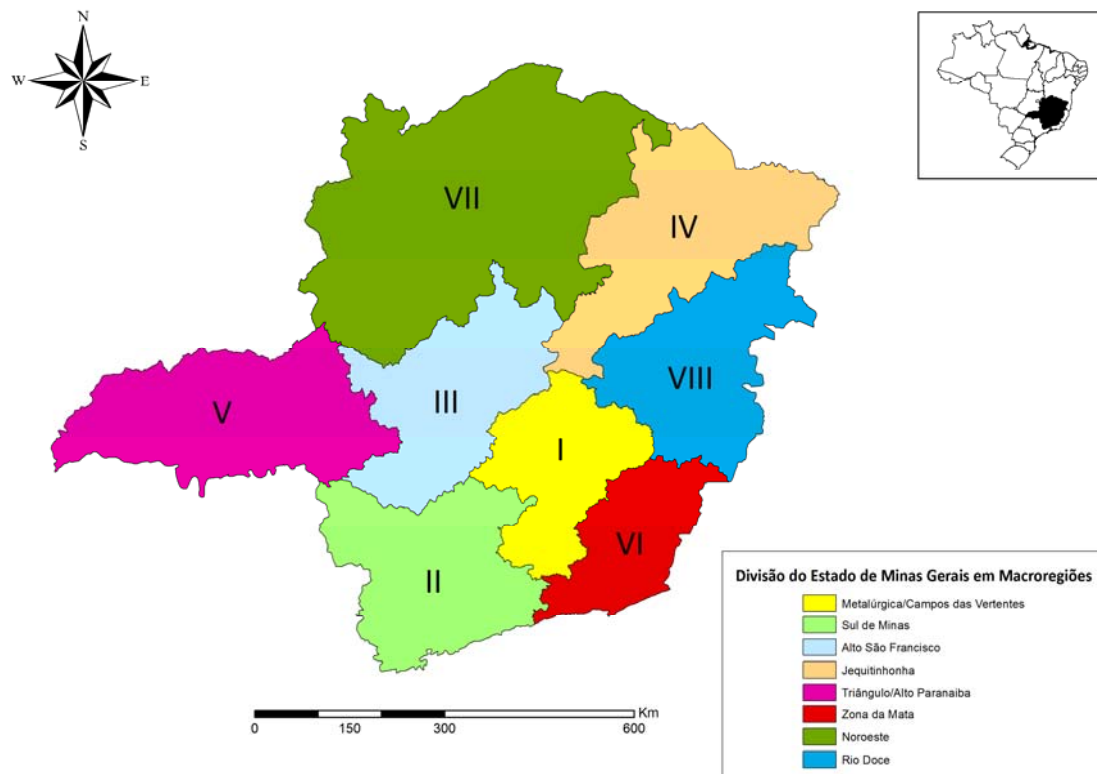 N
W E
S
VII
IV
VIII
V
III
I
VI
II
Divisão do Estado de Minas Gerais em Macroregiões
Metalúrgica/Campos das Vertentes
Sul de Minas
Alto São Francisco
Jequitinhonha
Triângulo/Alto Paranaiba
Zona da Mata
Noroeste
Rio Doce
Km
0 150 300 600